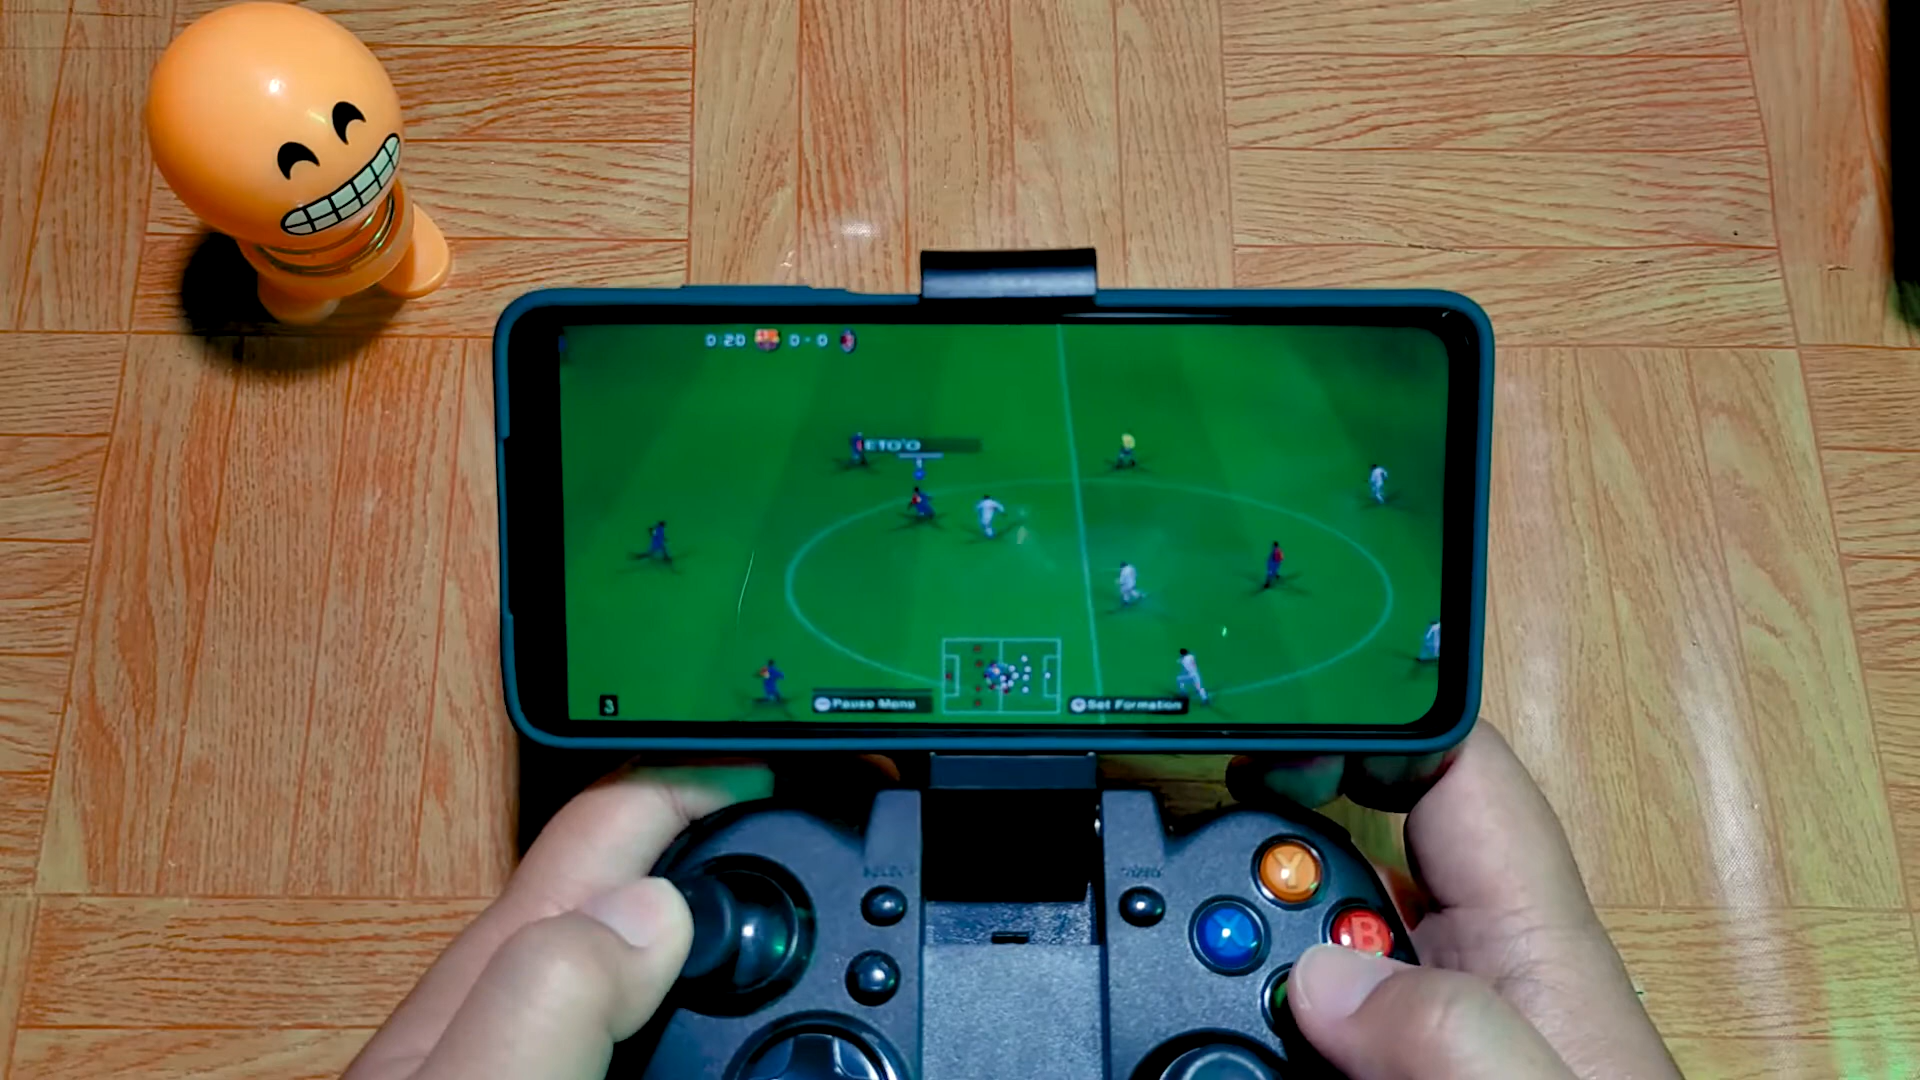 0:20 0 - 0
ETO'O
3
Pause Menu
Set Formation
Y
X
B